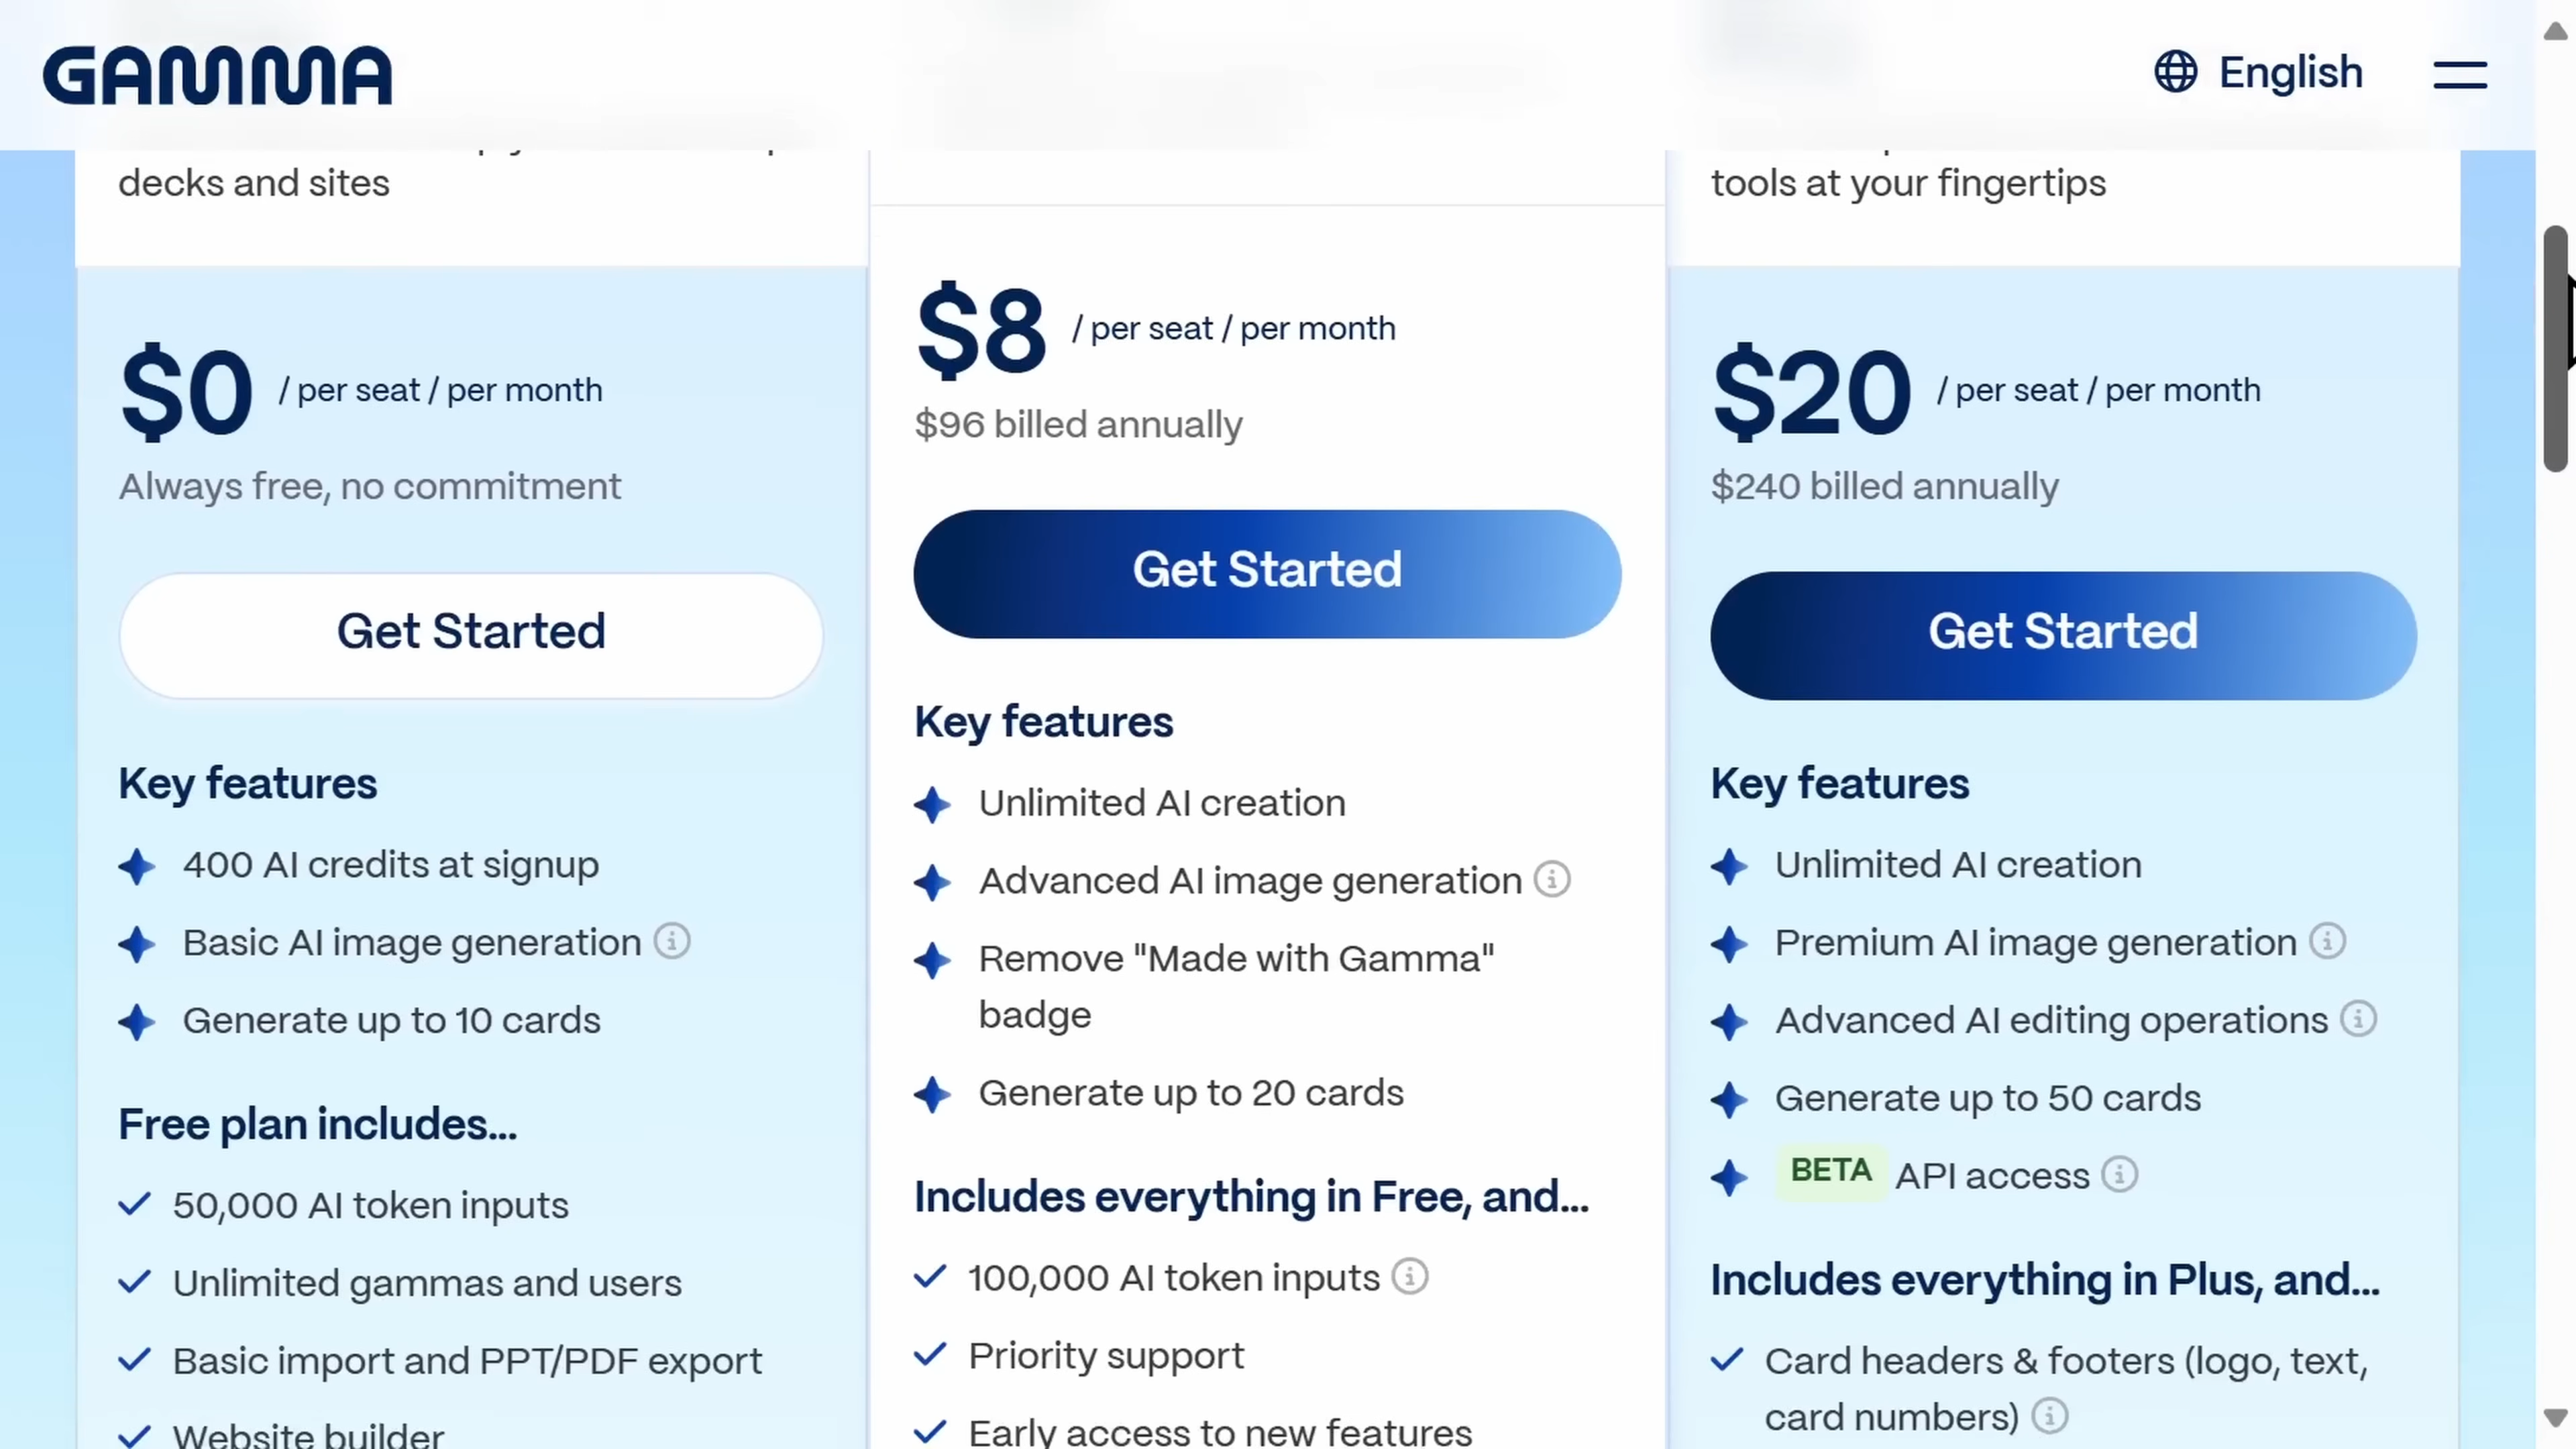 GAMMA
English
decks and sites
$0 / per seat / per month
Always free, no commitment
Get Started
Key features
400 AI credits at signup
Basic AI image generation
Generate up to 10 cards
Free plan includes...
50,000 AI token inputs
Unlimited gammas and users
Basic import and PPT/PDF export
Website builder
$8 / per seat / per month
$96 billed annually
Get Started
Key features
Unlimited AI creation
Advanced AI image generation
Remove "Made with Gamma"
badge
Generate up to 20 cards
Includes everything in Free, and...
100,000 AI token inputs
Priority support
Early access to new features
tools at your fingertips
$20 / per seat / per month
$240 billed annually
Get Started
Key features
Unlimited AI creation
Premium AI image generation
Advanced AI editing operations
Generate up to 50 cards
BETA API access
Includes everything in Plus, and...
Card headers & footers (logo, text,
card numbers)